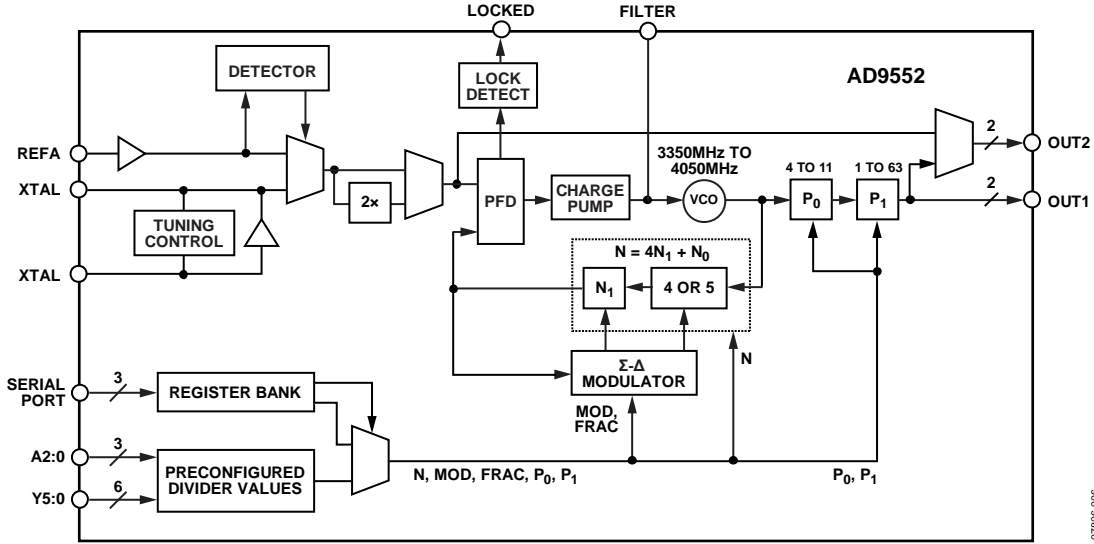 LOCKED
FILTER
AD9552
DETECTOR
LOCK
DETECT
REFA
XTAL
XTAL
TUNING
CONTROL
2×
PFD
CHARGE
PUMP
3350MHz TO
4050MHz
VCO
4 TO 11
P0
1 TO 63
P1
2
OUT2
2
OUT1
N = 4N1 + N0
N1
4 OR 5
N
Σ-Δ
MODULATOR
MOD,
FRAC
SERIAL
PORT
3
REGISTER BANK
A2:0
3
Y5:0
6
PRECONFIGURED
DIVIDER VALUES
N, MOD, FRAC, P0, P1
P0, P1
07806-006